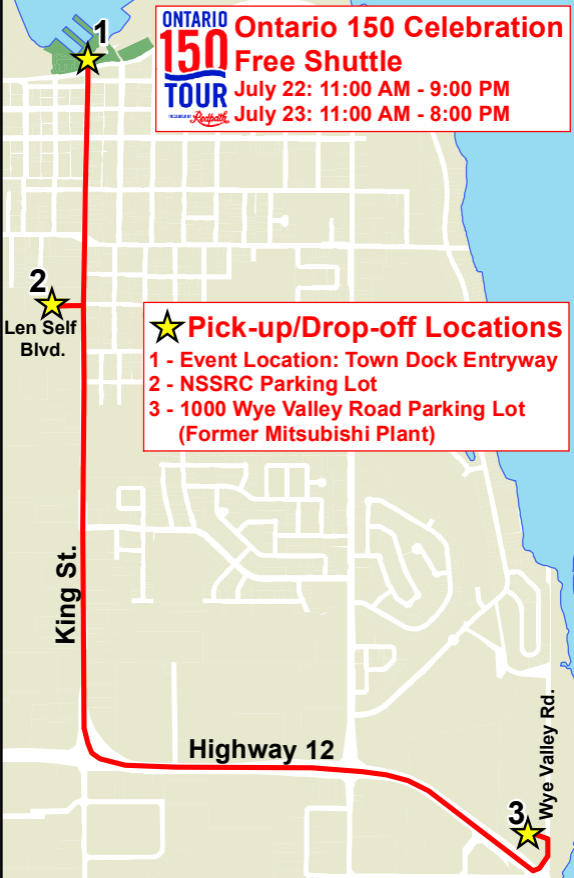 1
ONTARIO
150
TOUR
Redpath
Ontario 150 Celebration
Free Shuttle
July 22: 11:00 AM - 9:00 PM
July 23: 11:00 AM - 8:00 PM
2
Len Self
Blvd.
Pick-up/Drop-off Locations
1 - Event Location: Town Dock Entryway
2 - NSSRC Parking Lot
3 - 1000 Wye Valley Road Parking Lot
(Former Mitsubishi Plant)
King St.
Highway 12
Wye Valley Rd.
3